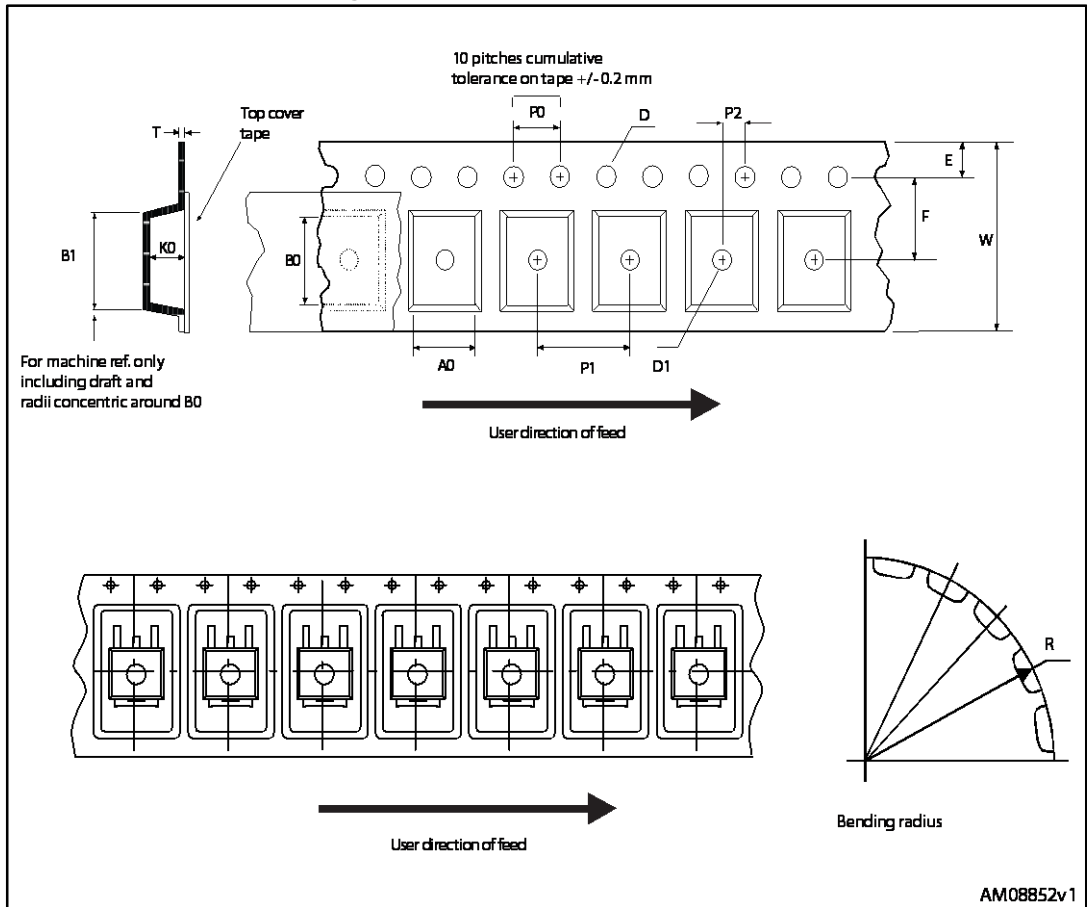 10 pitches cumulative
tolerance on tape +/- 0.2 mm
Top cover
tape
T
P0
D
P2
E
F
W
B1
K0
B0
A0
P1
D1
For machine ref. only
including draft and
radii concentric around B0
User direction of feed
R
User direction of feed
Bending radius
AM08852v1